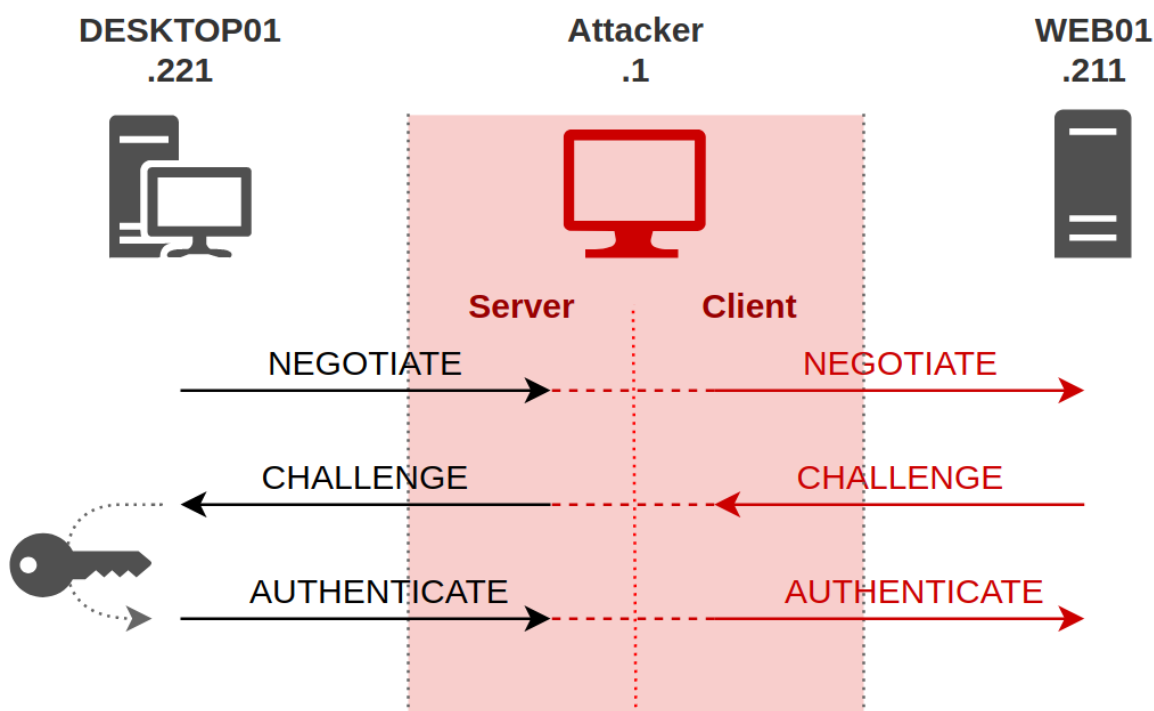 DESKTOP01
.221
Attacker
.1
WEB01
.211
Server
Client
NEGOTIATE
NEGOTIATE
CHALLENGE
CHALLENGE
AUTHENTICATE
AUTHENTICATE